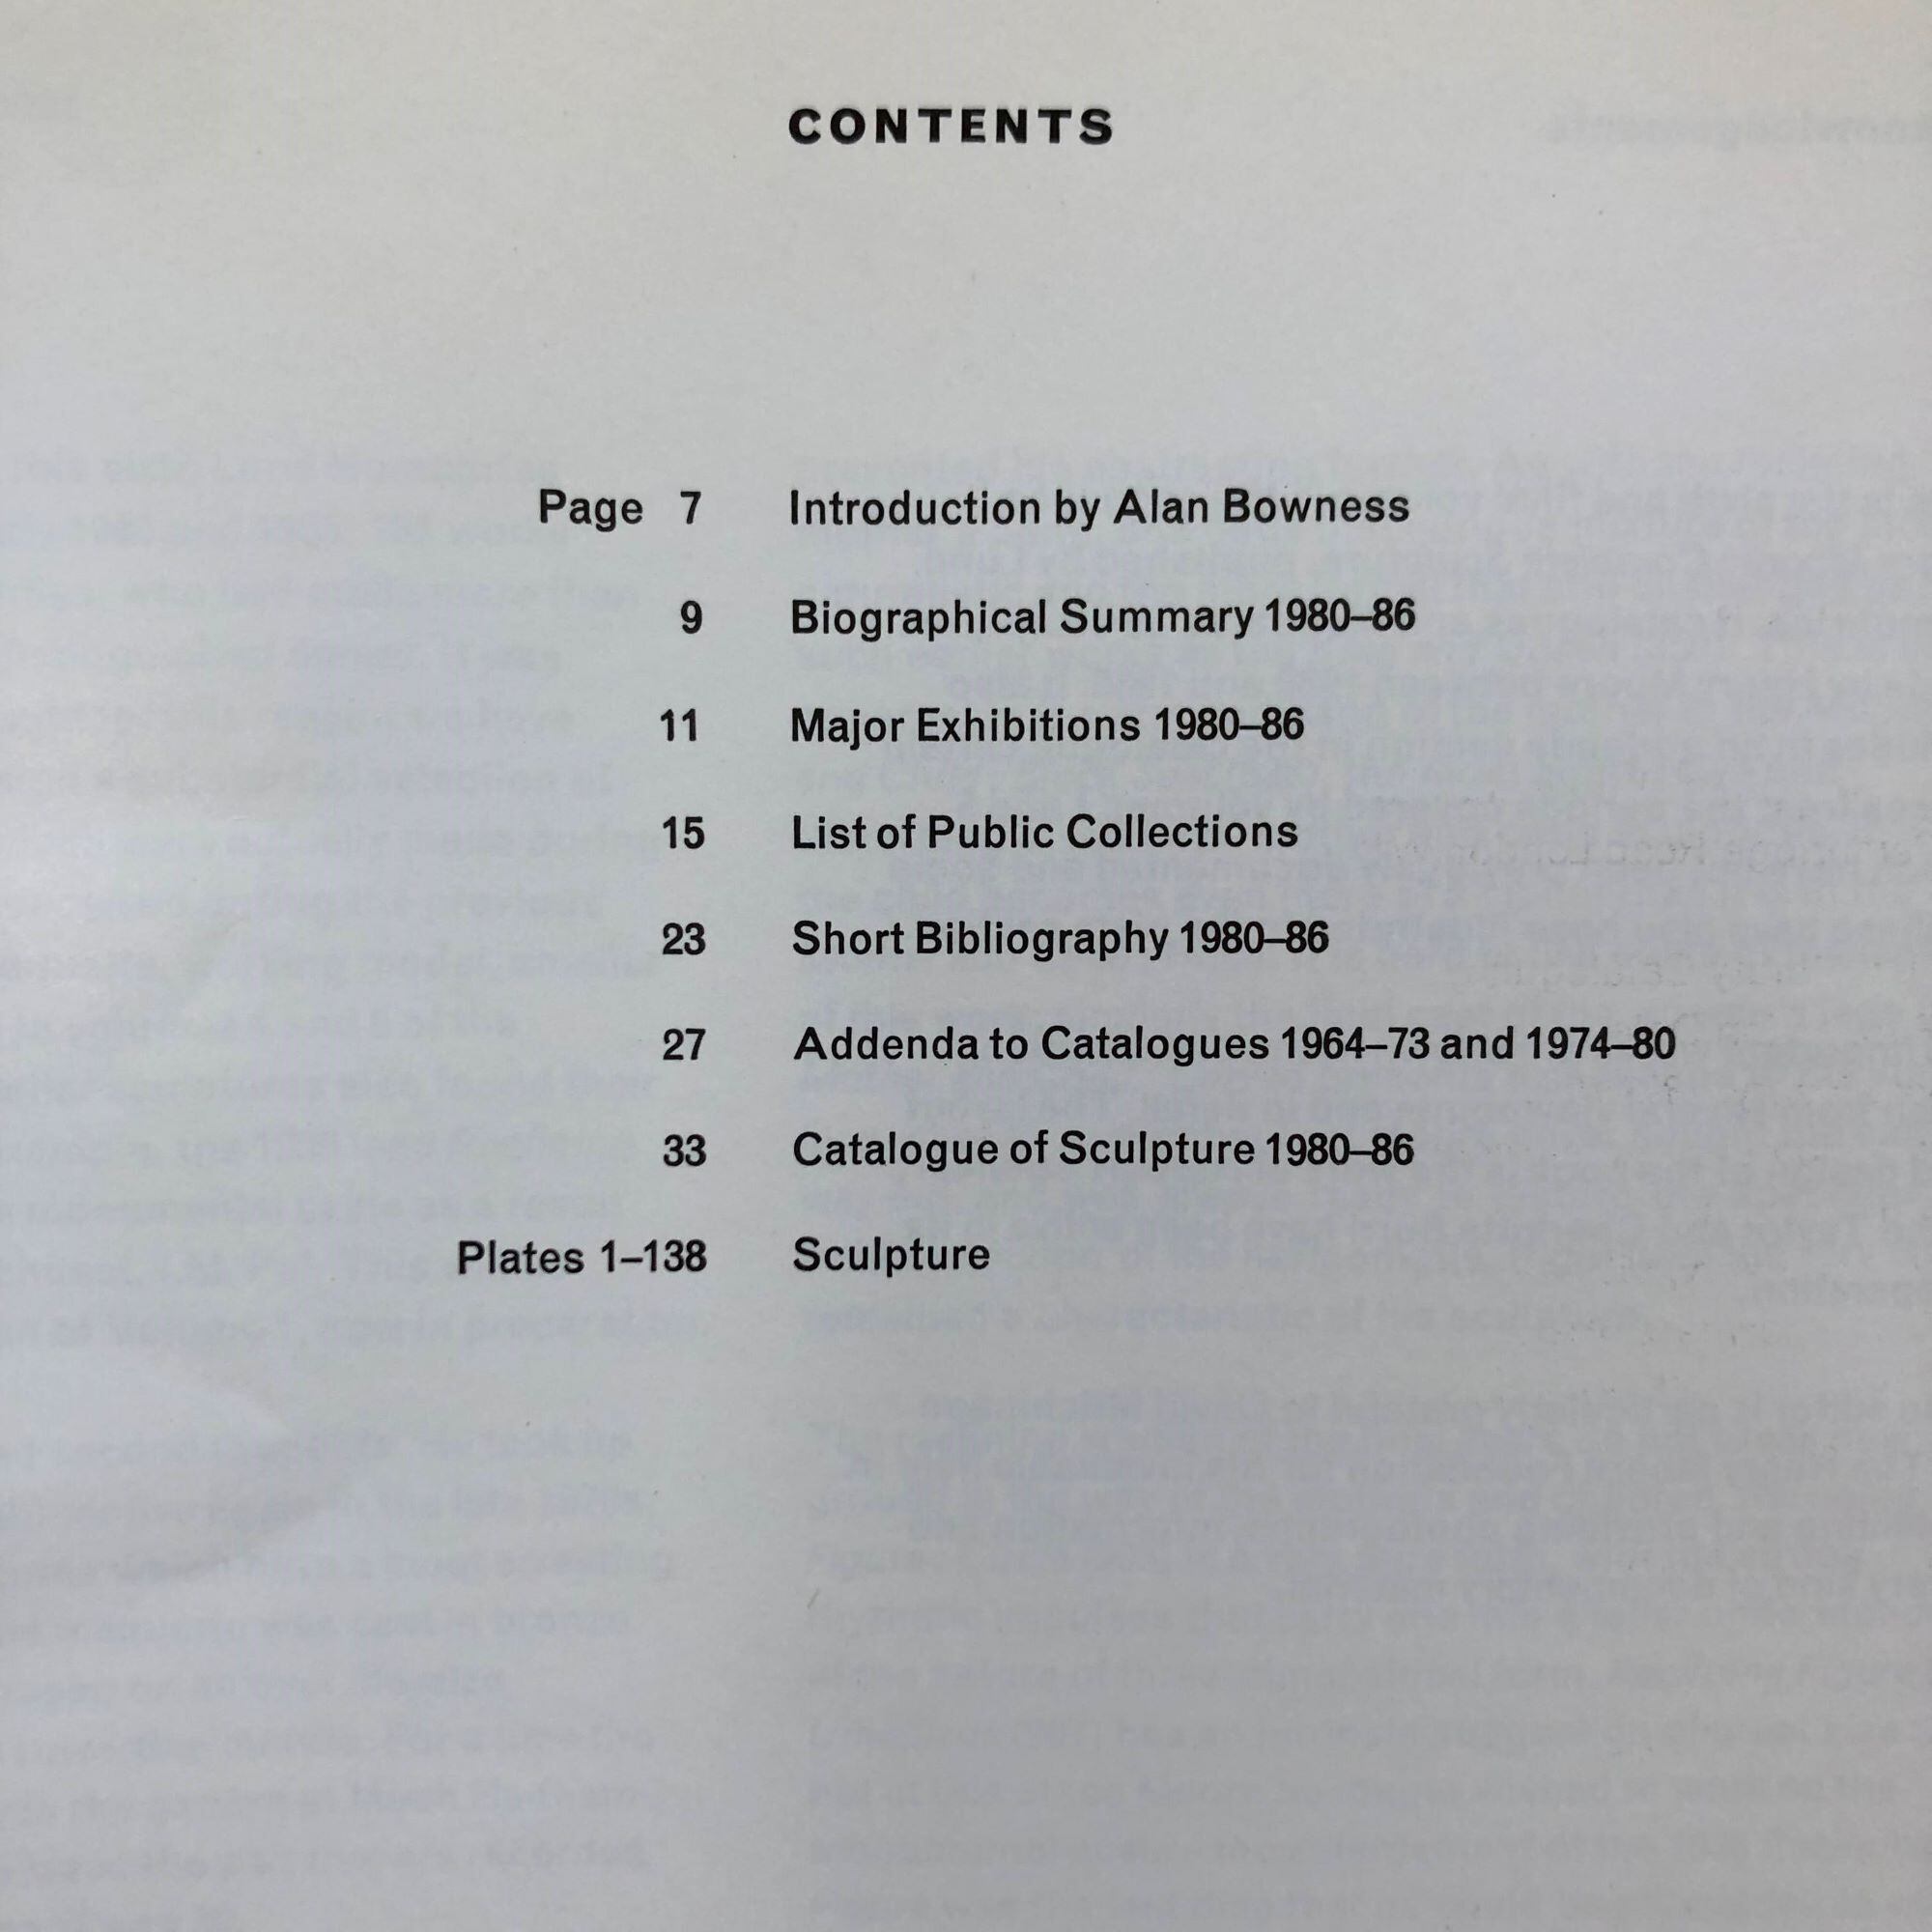 CONTENTS
Page 7 Introduction by Alan Bowness
9 Biographical Summary 1980–86
11 Major Exhibitions 1980–86
15 List of Public Collections
23 Short Bibliography 1980–86
27 Addenda to Catalogues 1964–73 and 1974–80
33 Catalogue of Sculpture 1980–86
Plates 1–138 Sculpture